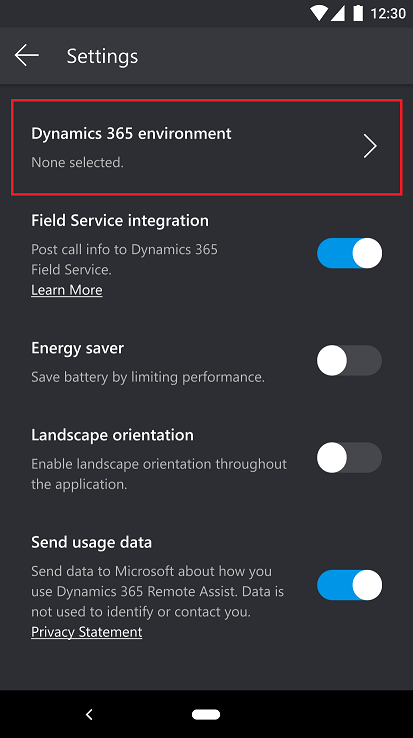 12:30
Settings
Dynamics 365 environment
None selected.
Field Service integration
Post call info to Dynamics 365
Field Service.
Learn More
Energy saver
Save battery by limiting performance.
Landscape orientation
Enable landscape orientation throughout
the application.
Send usage data
Send data to Microsoft about how you
use Dynamics 365 Remote Assist. Data is
not used to identify or contact you.
Privacy Statement